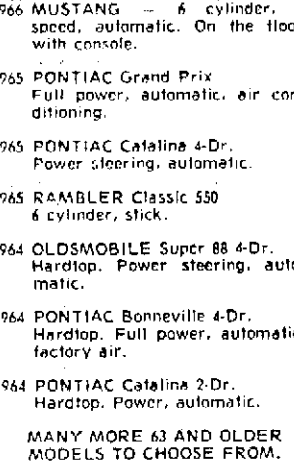 966 MUSTANG — 6 cylinder,
speed, automatic. On the floo
with console.
965 PONTIAC Grand Prix
Full power, automatic, air con
ditioning.
965 PONTIAC Catalina 4-Dr.
Power steering, automatic.
965 RAMBLER Classic 550
6 cylinder, stick.
964 OLDSMOBILE Super 88 4-Dr.
Hardtop. Power steering, auto
matic.
964 PONTIAC Bonneville 4-Dr.
Hardtop. Full power, automatic
factory air.
964 PONTIAC Catalina 2-Dr.
Hardtop. Power, automatic.
MANY MORE 63 AND OLDER
MODELS TO CHOOSE FROM.